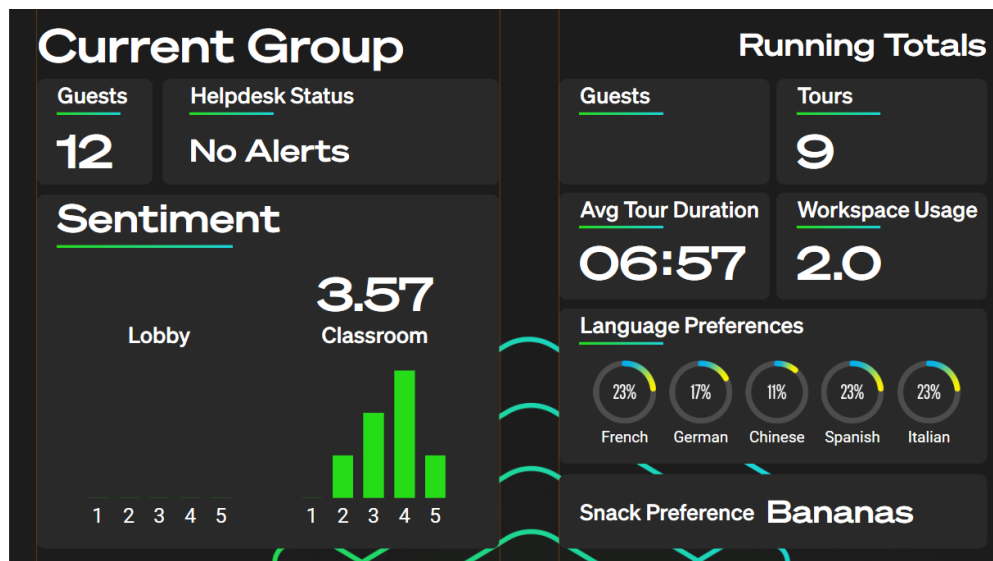 Current Group
Guests
12
Helpdesk Status
No Alerts
Sentiment
Lobby
1 2 3 4 5
3.57
Classroom
1 2 3 4 5
Running Totals
Guests
Tours
9
Avg Tour Duration
06:57
Workspace Usage
2.0
Language Preferences
23% 17% 11% 23% 23%
French German Chinese Spanish Italian
Snack Preference Bananas